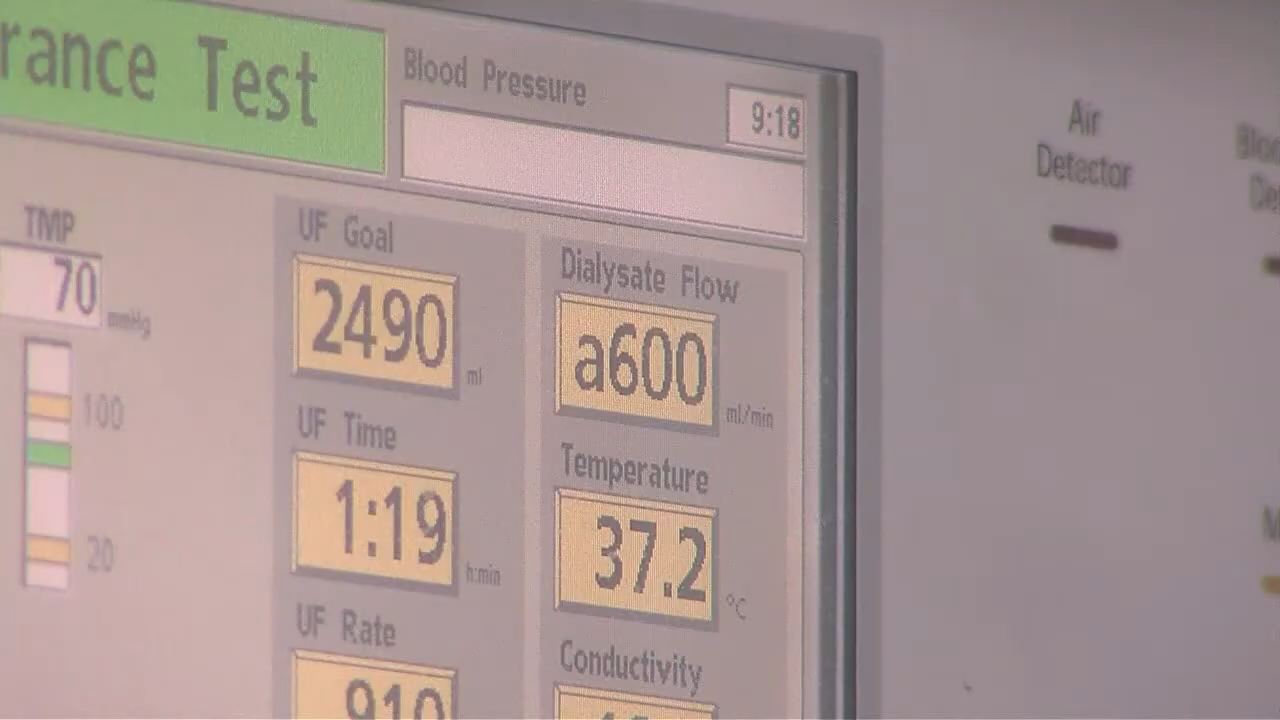 rance Test
Blood Pressure
9:18
Air
Detector
TMP
70
mmHg
100
20
UF Goal
2490
ml
UF Time
1:19
h:min
UF Rate
910
Dialysate Flow
a600
ml/min
Temperature
37.2
°C
Conductivity